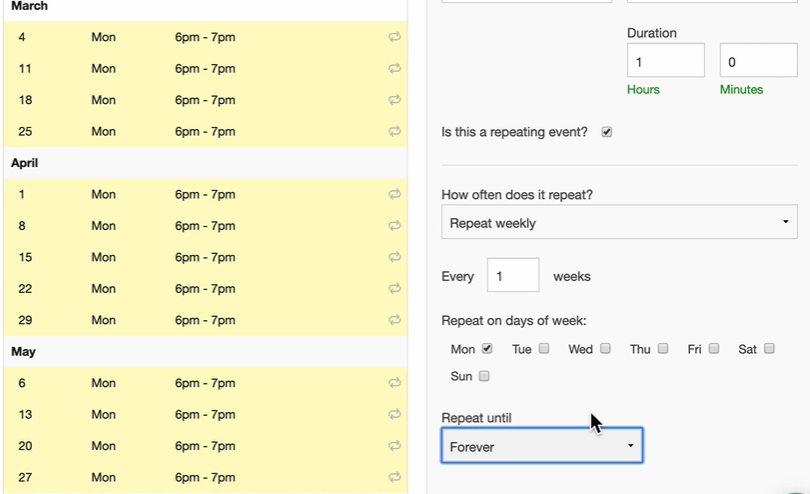 March
4 Mon 6pm - 7pm
11 Mon 6pm - 7pm
18 Mon 6pm - 7pm
25 Mon 6pm - 7pm
April
1 Mon 6pm - 7pm
8 Mon 6pm - 7pm
15 Mon 6pm - 7pm
22 Mon 6pm - 7pm
29 Mon 6pm - 7pm
May
6 Mon 6pm - 7pm
13 Mon 6pm - 7pm
20 Mon 6pm - 7pm
27 Mon 6pm - 7pm
Duration
1 0
Hours Minutes
Is this a repeating event?
How often does it repeat?
Repeat weekly
Every 1 weeks
Repeat on days of week:
Mon Tue Wed Thu Fri Sat
Sun
Repeat until
Forever